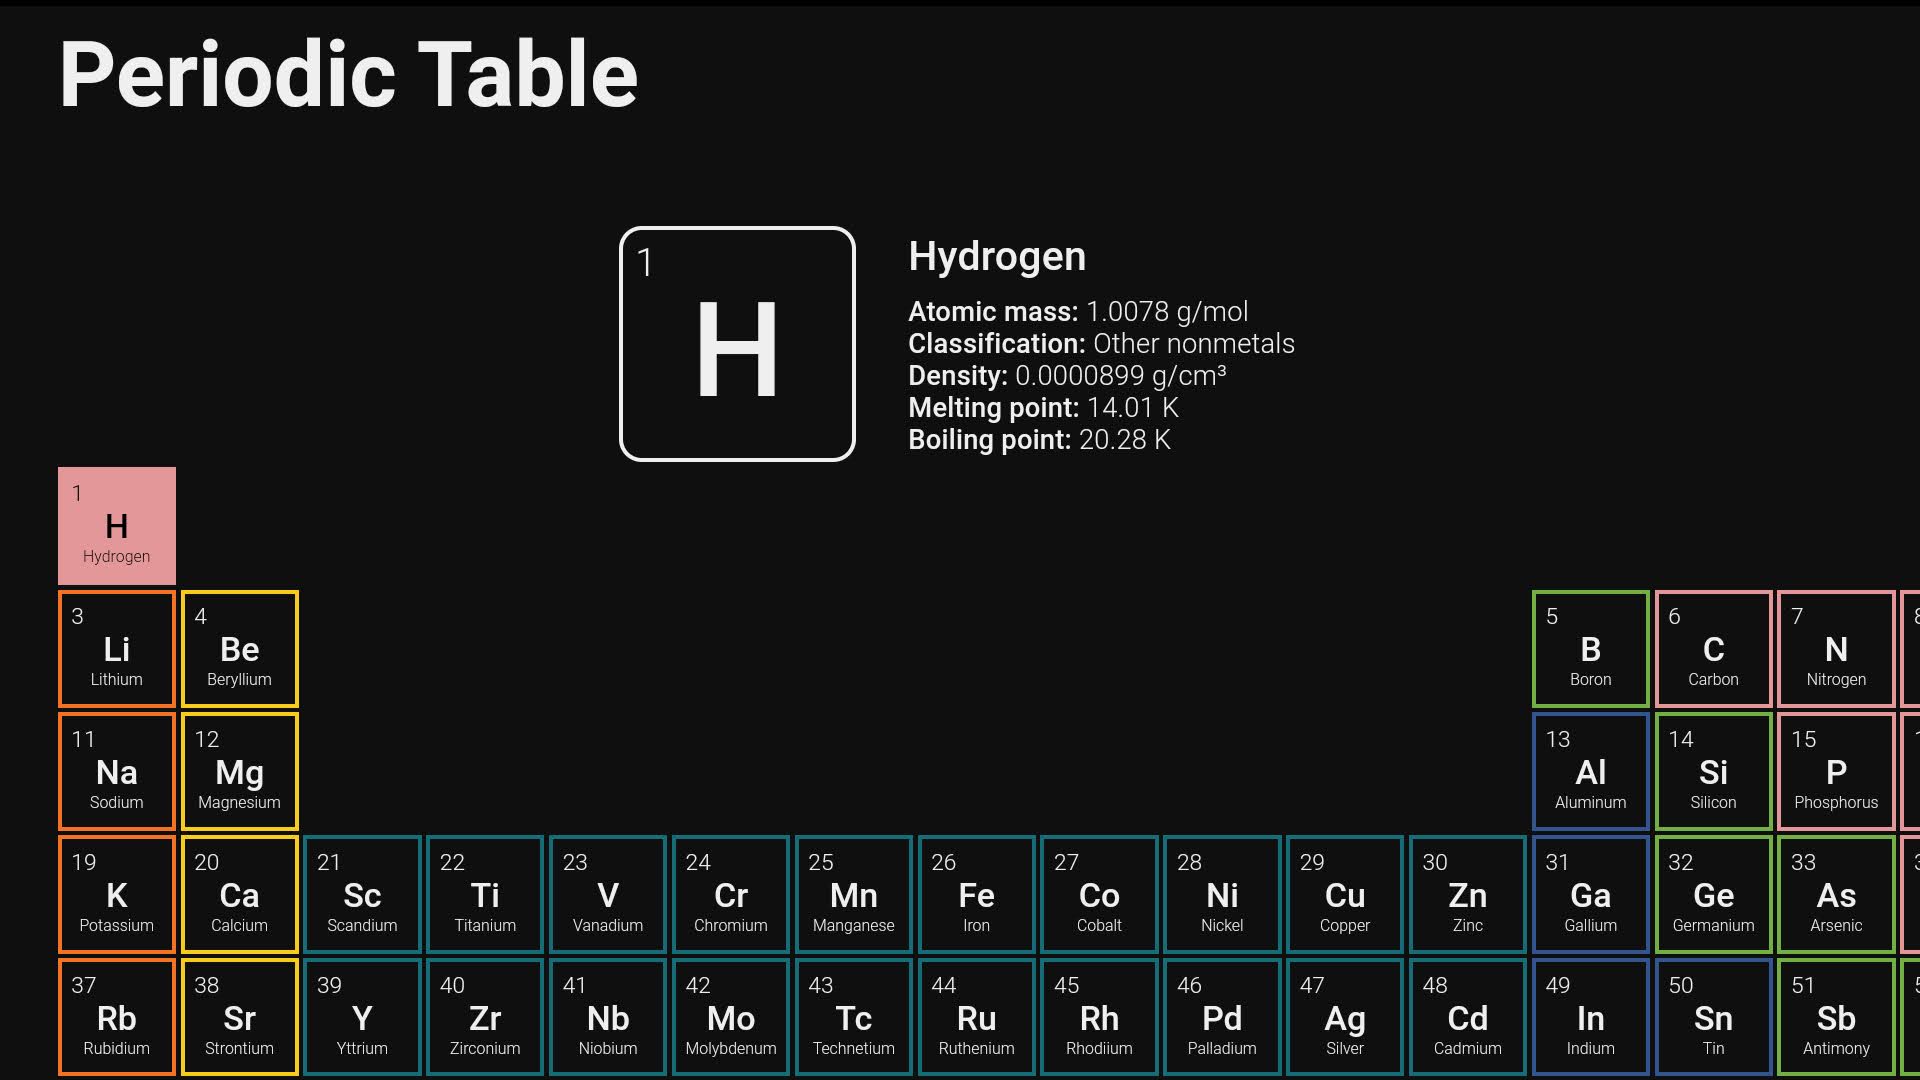 Periodic Table
1
H
Hydrogen
Atomic mass: 1.0078 g/mol
Classification: Other nonmetals
Density: 0.0000899 g/cm³
Melting point: 14.01 K
Boiling point: 20.28 K
1
H
Hydrogen
3 4 5 6 7
Li Be B C N
Lithium Beryllium Boron Carbon Nitrogen
11 12 13 14 15
Na Mg Al Si P
Sodium Magnesium Aluminum Silicon Phosphorus
19 20 21 22 23 24 25 26 27 28 29 30 31 32 33
K Ca Sc Ti V Cr Mn Fe Co Ni Cu Zn Ga Ge As
Potassium Calcium Scandium Titanium Vanadium Chromium Manganese Iron Cobalt Nickel Copper Zinc Gallium Germanium Arsenic
37 38 39 40 41 42 43 44 45 46 47 48 49 50 51
Rb Sr Y Zr Nb Mo Tc Ru Rh Pd Ag Cd In Sn Sb
Rubidium Strontium Yttrium Zirconium Niobium Molybdenum Technetium Ruthenium Rhodiium Palladium Silver Cadmium Indium Tin Antimony